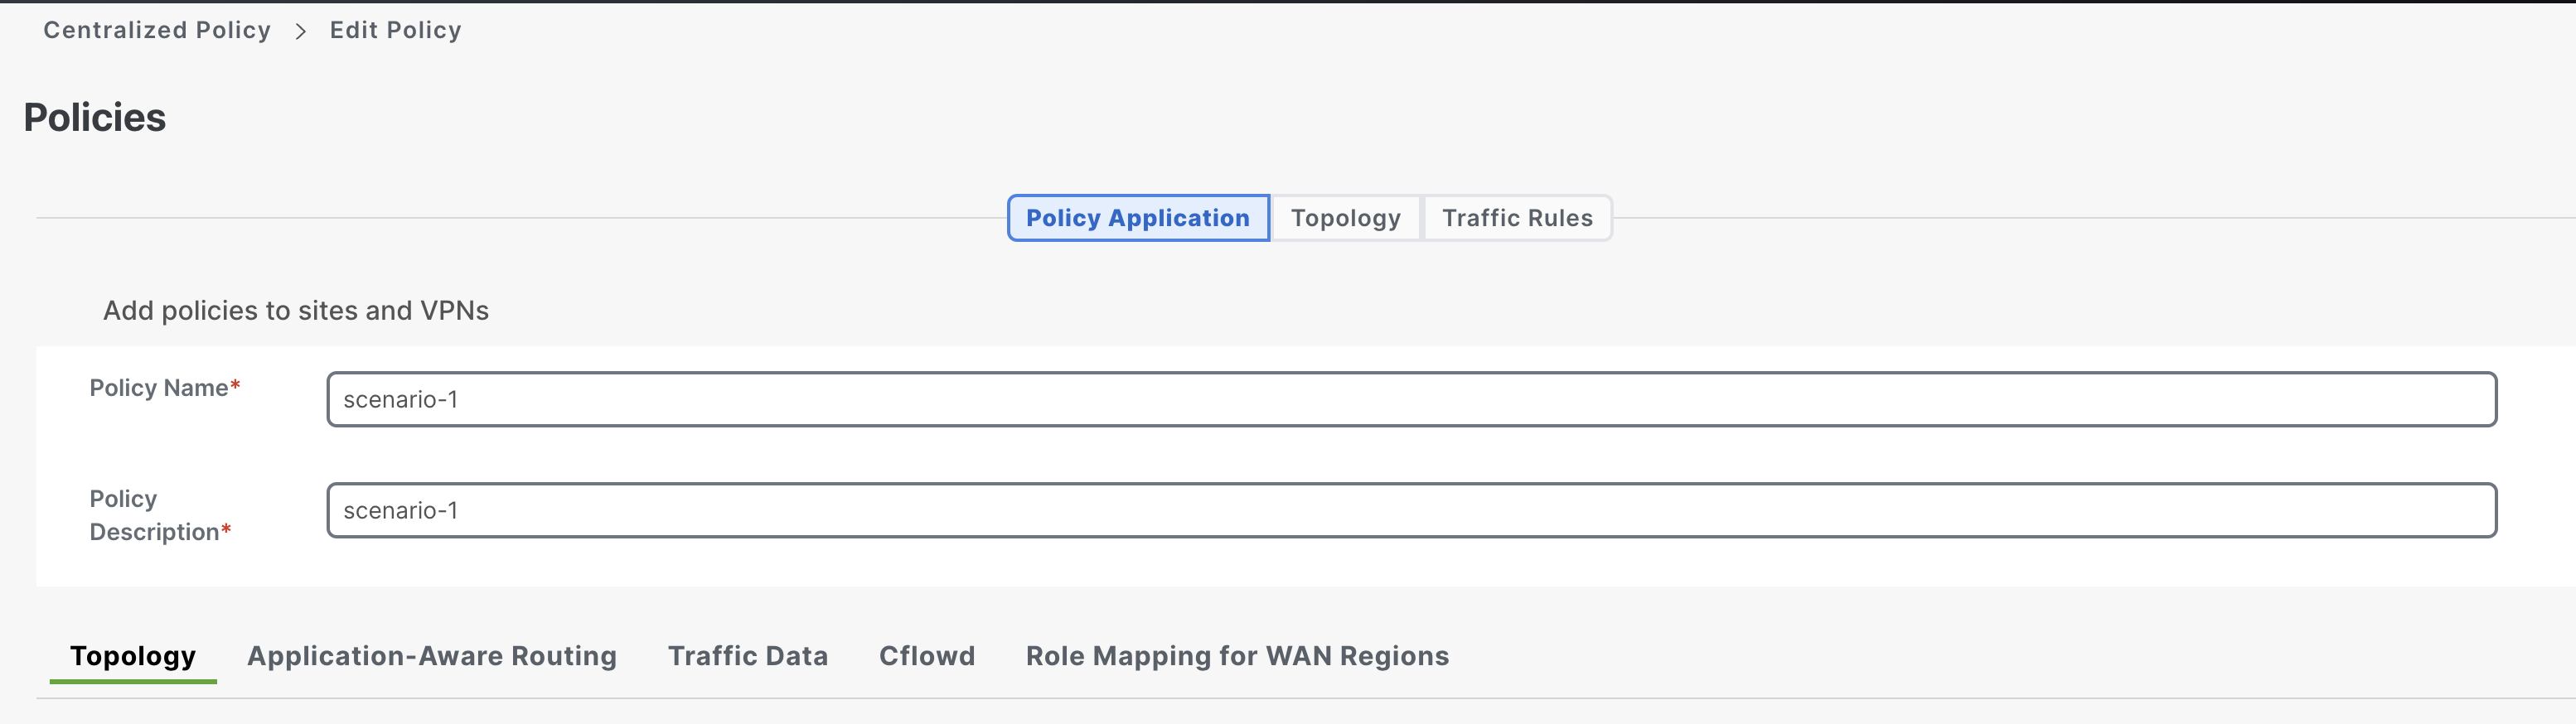 Centralized Policy > Edit Policy
Policies
Policy Application Topology Traffic Rules
Add policies to sites and VPNs
Policy Name* scenario-1
Policy
Description* scenario-1
Topology Application-Aware Routing Traffic Data Cflowd Role Mapping for WAN Regions